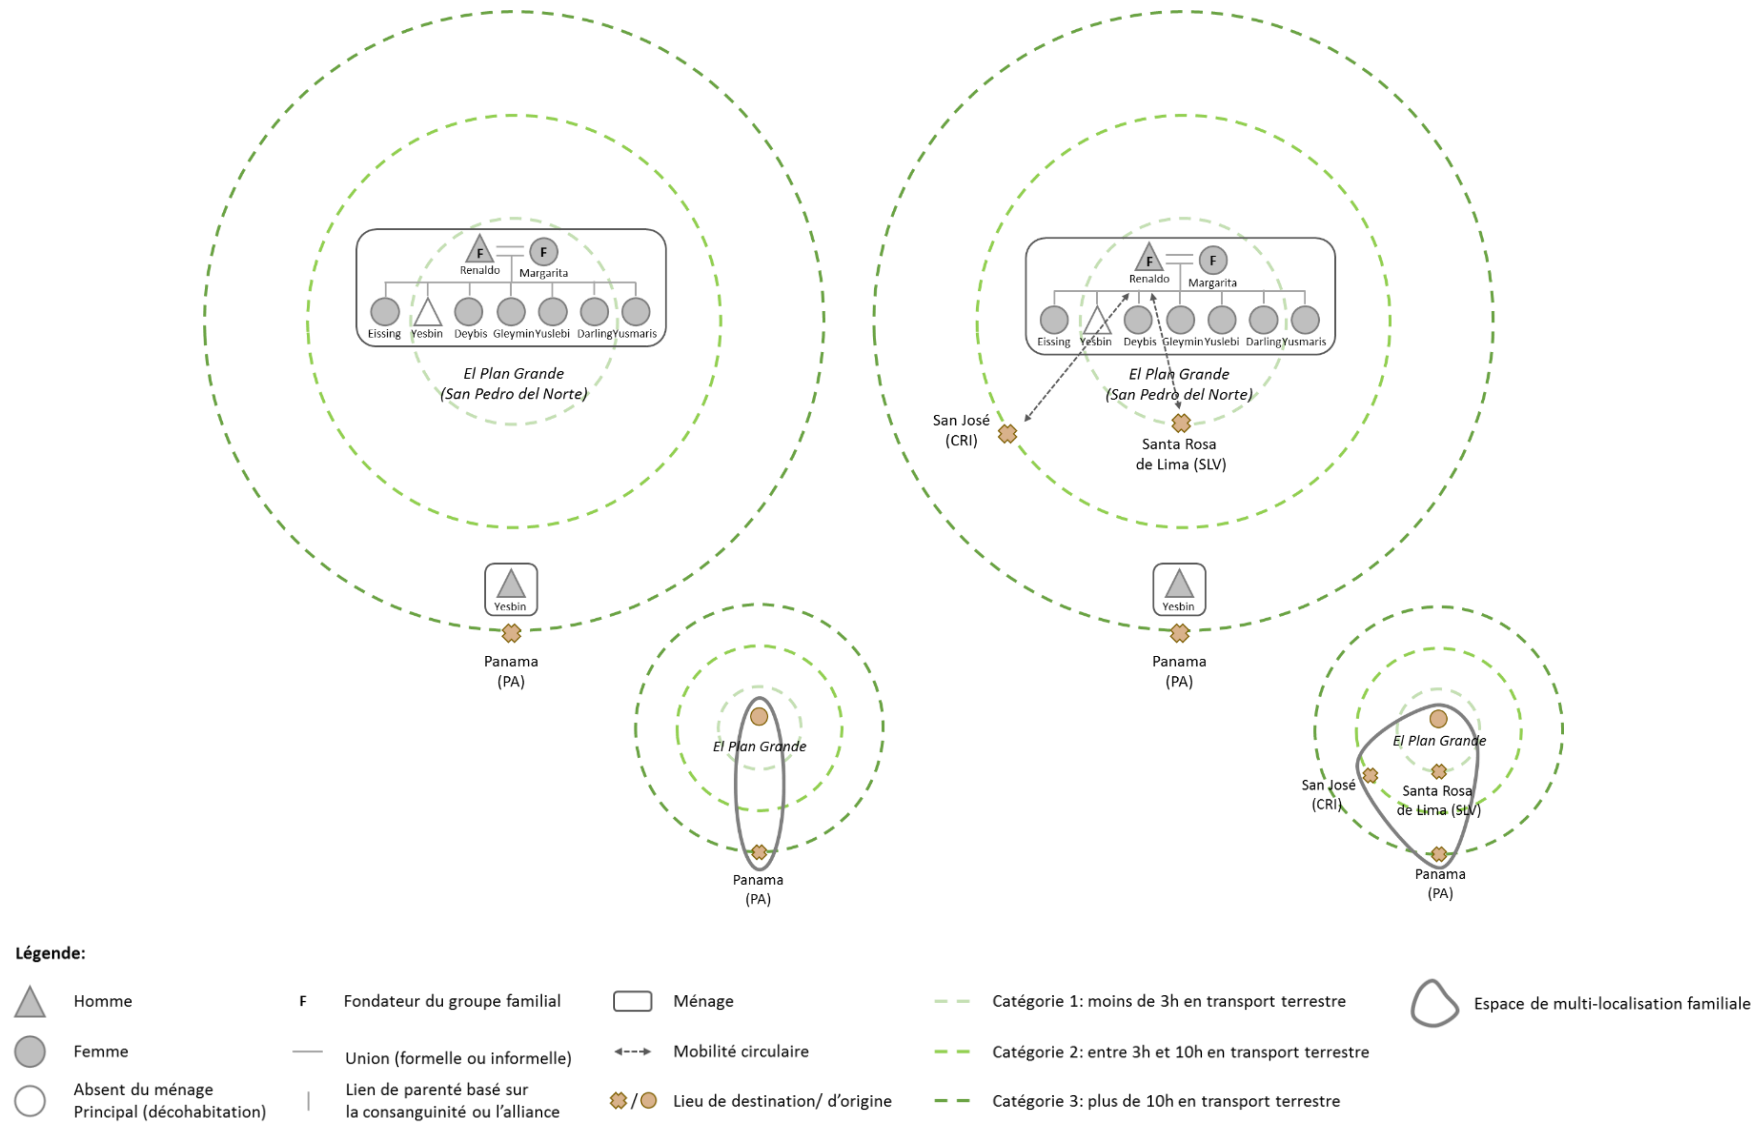 F
F
Renaldo
Margarita
Eissing
Yesbin
Deybis
Gleymin
Yuslebi
Darling
Yusmaris
El Plan Grande
(San Pedro del Norte)
Yesbin
Panama
(PA)
El Plan Grande
Panama
(PA)
F
F
Renaldo
Margarita
Eissing
Yesbin
Deybis
Gleymin
Yuslebi
Darling
Yusmaris
El Plan Grande
(San Pedro del Norte)
San José
(CRI)
Santa Rosa
de Lima (SLV)
Yesbin
Panama
(PA)
El Plan Grande
San José
(CRI)
Santa Rosa
de Lima (SLV)
Panama
(PA)
Légende:
Homme
Femme
Absent du ménage
Principal (décohabitation)
F
Fondateur du groupe familial
Union (formelle ou informelle)
Lien de parenté basé sur
la consanguinité ou l’alliance
Ménage
Mobilité circulaire
/
Lieu de destination/ d’origine
Catégorie 1: moins de 3h en transport terrestre
Catégorie 2: entre 3h et 10h en transport terrestre
Catégorie 3: plus de 10h en transport terrestre
Espace de multi-localisation familiale